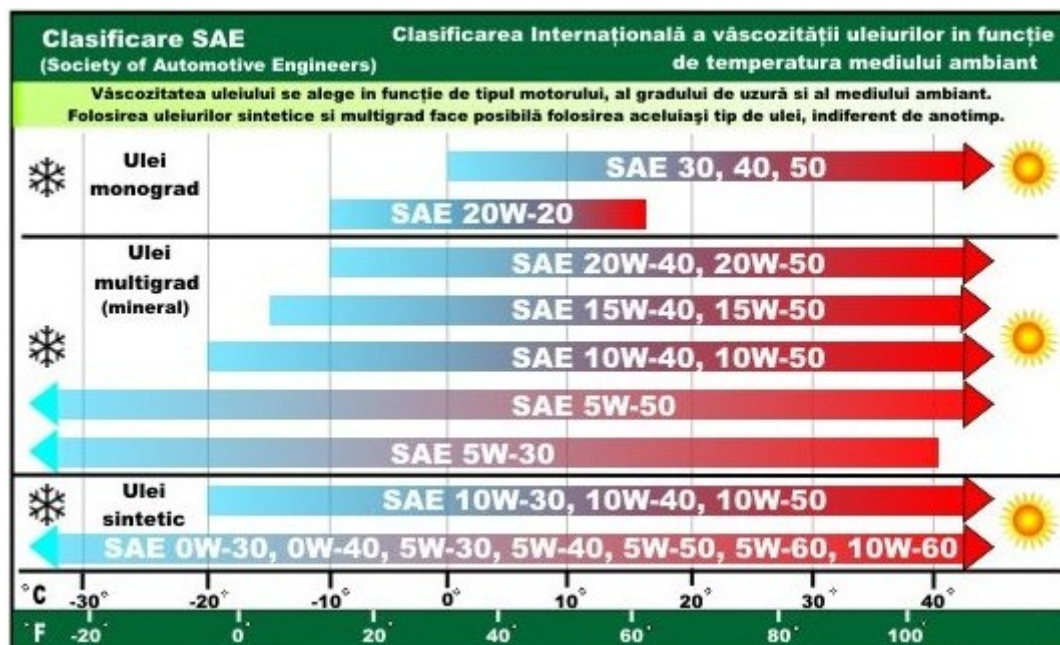 Clasificare SAE
(Society of Automotive Engineers)
Clasificarea Internațională a vâscozității uleiurilor in funcție
de temperatura mediului ambiant
Vâscozitatea uleiului se alege in funcție de tipul motorului, al gradului de uzură si al mediului ambiant.
Folosirea uleiurilor sintetice si multigrad face posibilă folosirea aceluiaşi tip de ulei, indiferent de anotimp.
Ulei
monograd
SAE 30, 40, 50
SAE 20W-20
Ulei
multigrad
(mineral)
SAE 20W-40, 20W-50
SAE 15W-40, 15W-50
SAE 10W-40, 10W-50
SAE 5W-50
SAE 5W-30
Ulei
sintetic
SAE 10W-30, 10W-40, 10W-50
SAE 0W-30, 0W-40, 5W-30, 5W-40, 5W-50, 5W-60, 10W-60
°C -30° -20° -10° 0° 10° 20° 30° 40°
°F -20° 0° 20° 40° 60° 80° 100°